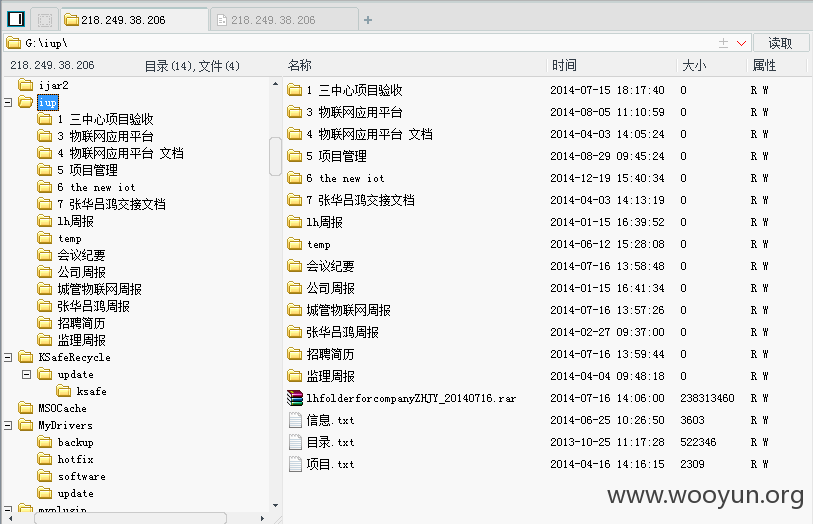 218.249.38.206
218.249.38.206
G:\iup\
读取
218.249.38.206 目录(14),文件(4)
名称 时间 大小 属性
ijar2
iup
1 三中心项目验收
3 物联网应用平台
4 物联网应用平台 文档
5 项目管理
6 the new iot
7 张华吕鸿交接文档
lh周报
temp
会议纪要
公司周报
城管物联网周报
张华吕鸿周报
招聘简历
监理周报
KSafeRecycle
update
ksafe
MSOCache
MyDrivers
backup
hotfix
software
update
myplugin
1 三中心项目验收 2014-07-15 18:17:40 0 R W
3 物联网应用平台 2014-08-05 11:10:59 0 R W
4 物联网应用平台 文档 2014-04-03 14:05:24 0 R W
5 项目管理 2014-08-29 09:45:24 0 R W
6 the new iot 2014-12-19 15:40:34 0 R W
7 张华吕鸿交接文档 2014-04-03 14:13:19 0 R W
lh周报 2014-01-15 16:39:52 0 R W
temp 2014-06-12 15:28:08 0 R W
会议纪要 2014-07-16 13:58:48 0 R W
公司周报 2014-01-15 16:41:34 0 R W
城管物联网周报 2014-07-16 13:57:26 0 R W
张华吕鸿周报 2014-02-27 09:37:00 0 R W
招聘简历 2014-07-16 13:59:44 0 R W
监理周报 2014-04-04 09:48:18 0 R W
lhfolderforcompanyZHJY_20140716.rar 2014-07-16 14:06:00 238313460 R W
信息.txt 2014-06-25 10:26:50 3603 R W
目录.txt 2013-10-25 11:17:28 522346 R W
项目.txt 2014-04-16 14:16:15 2309 R W
www.wooyun.org